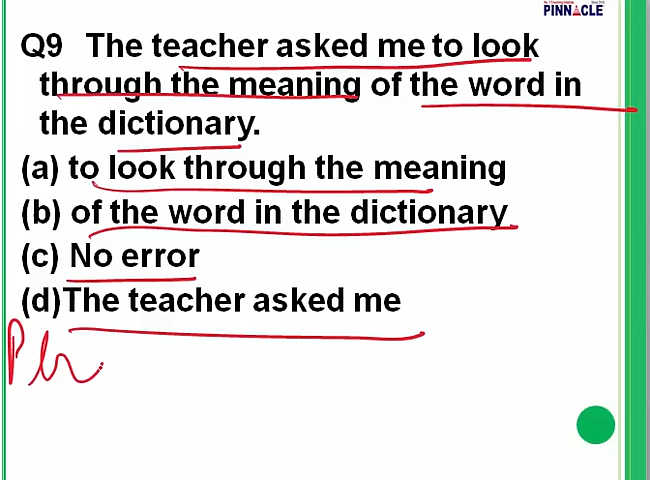 PINNACLE
Q9 The teacher asked me to look
through the meaning of the word in
the dictionary.
(a) to look through the meaning
(b) of the word in the dictionary
(c) No error
(d)The teacher asked me